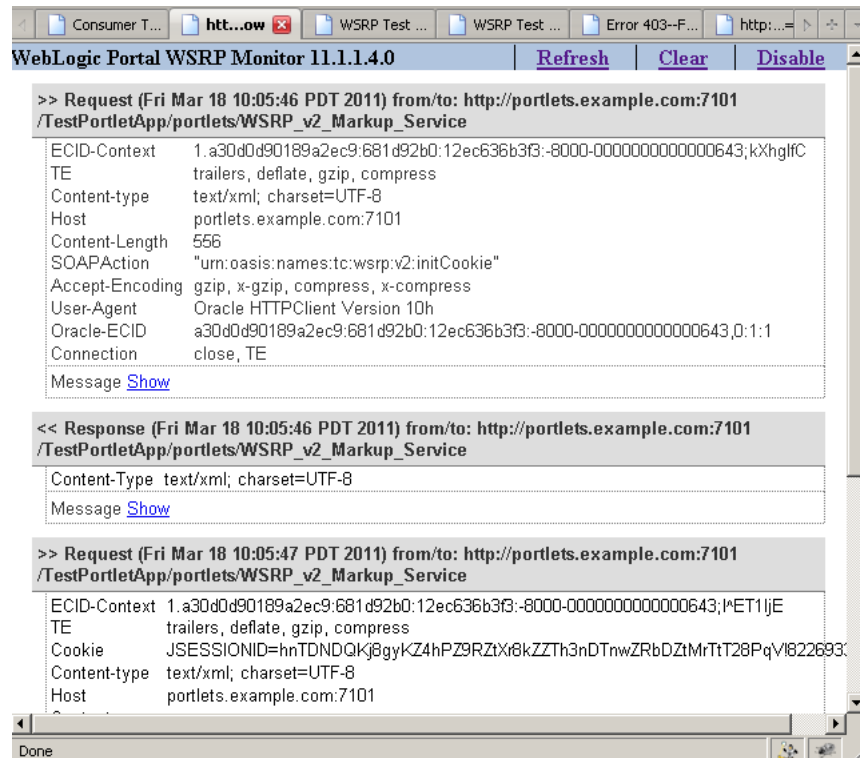 Consumer T... htt...ow WSRP Test ... WSRP Test ... Error 403--F... http:...=
WebLogic Portal WSRP Monitor 11.1.1.4.0 Refresh Clear Disable
>> Request (Fri Mar 18 10:05:46 PDT 2011) from/to: http://portlets.example.com:7101
/TestPortletApp/portlets/WSRP_v2_Markup_Service
ECID-Context 1.a30d0d90189a2ec9:681d92b0:12ec636b3f3:-8000-0000000000000643;kXhgIfC
TE trailers, deflate, gzip, compress
Content-type text/xml; charset=UTF-8
Host portlets.example.com:7101
Content-Length 556
SOAPAction "urn:oasis:names:tc:wsrp:v2:initCookie"
Accept-Encoding gzip, x-gzip, compress, x-compress
User-Agent Oracle HTTPClient Version 10h
Oracle-ECID a30d0d90189a2ec9:681d92b0:12ec636b3f3:-8000-0000000000000643,0:1:1
Connection close, TE
Message Show
<< Response (Fri Mar 18 10:05:46 PDT 2011) from/to: http://portlets.example.com:7101
/TestPortletApp/portlets/WSRP_v2_Markup_Service
Content-Type text/xml; charset=UTF-8
Message Show
>> Request (Fri Mar 18 10:05:47 PDT 2011) from/to: http://portlets.example.com:7101
/TestPortletApp/portlets/WSRP_v2_Markup_Service
ECID-Context 1.a30d0d90189a2ec9:681d92b0:12ec636b3f3:-8000-0000000000000643;I^ET1IjE
TE trailers, deflate, gzip, compress
Cookie JSESSIONID=hnTDNDQKj8gyKZ4hPZ9RZtXr8kZZTh3nDTnwZRbDZtMrTtT28PqV!822693
Content-type text/xml; charset=UTF-8
Host portlets.example.com:7101
Done